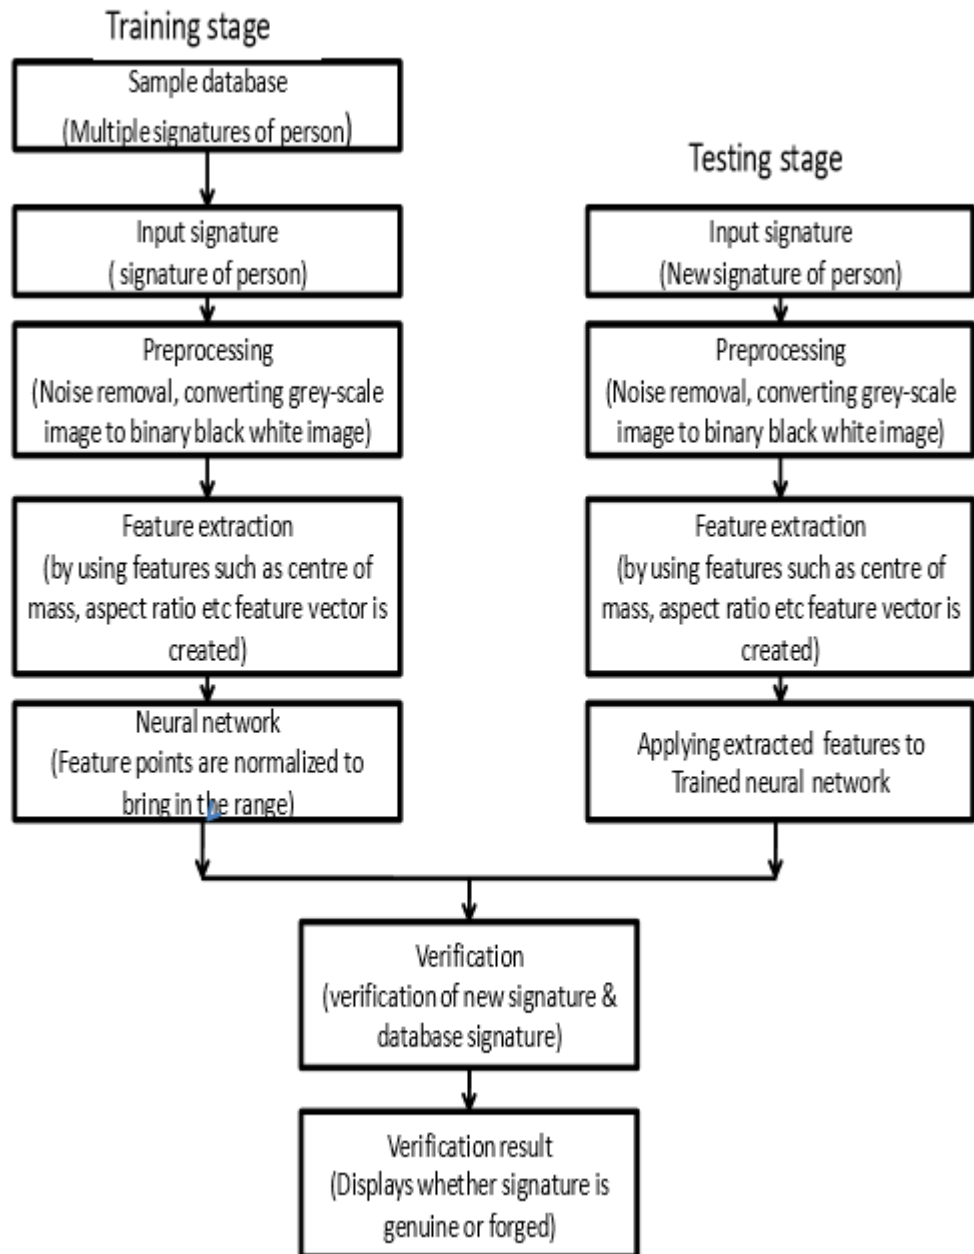 Training stage
Sample database
(Multiple signatures of person)
Input signature
( signature of person)
Preprocessing
(Noise removal, converting grey-scale
image to binary black white image)
Feature extraction
(by using features such as centre of
mass, aspect ratio etc feature vector is
created)
Neural network
(Feature points are normalized to
bring in the range)
Testing stage
Input signature
(New signature of person)
Preprocessing
(Noise removal, converting grey-scale
image to binary black white image)
Feature extraction
(by using features such as centre of
mass, aspect ratio etc feature vector is
created)
Applying extracted features to
Trained neural network
Verification
(verification of new signature &
database signature)
Verification result
(Displays whether signature is
genuine or forged)